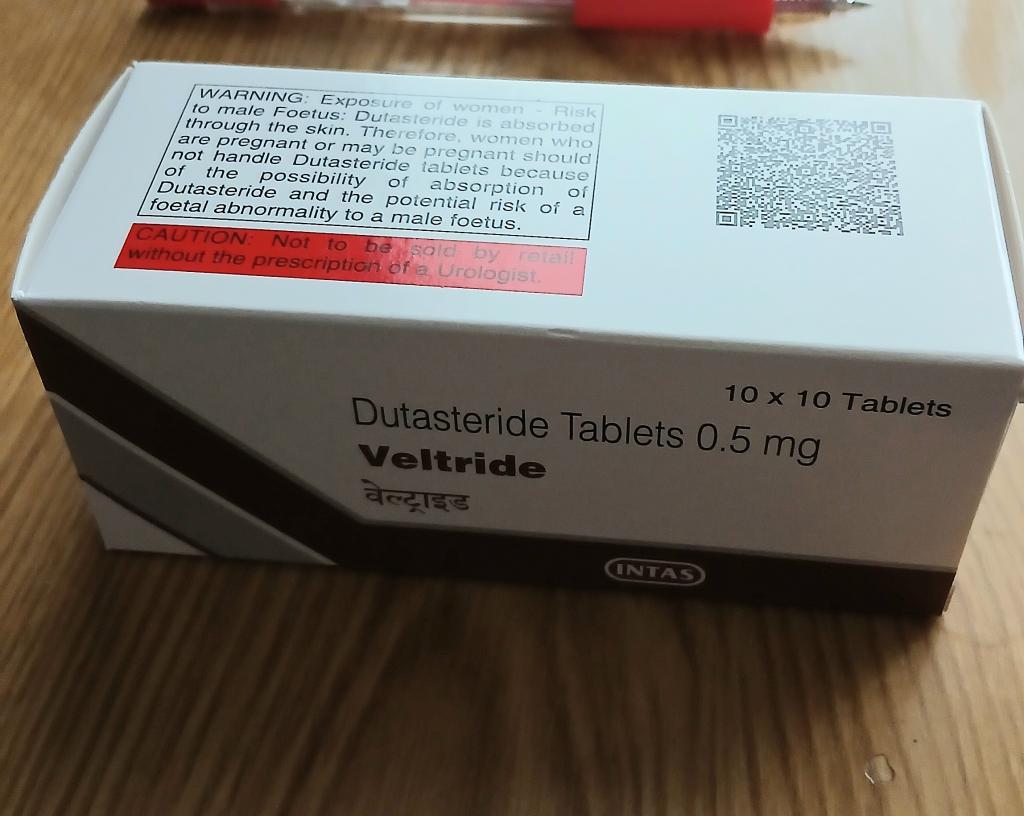 WARNING: Exposure of women - Risk
to male Foetus: Dutasteride is absorbed
through the skin. Therefore, women who
are pregnant or may be pregnant should
not handle Dutasteride tablets because
of the possibility of absorption of
Dutasteride and the potential risk of a
foetal abnormality to a male foetus.
CAUTION: Not to be sold by retail
without the prescription of a Urologist.
10 x 10 Tablets
Dutasteride Tablets 0.5 mg
Veltride
वेल्ट्राइड
INTAS